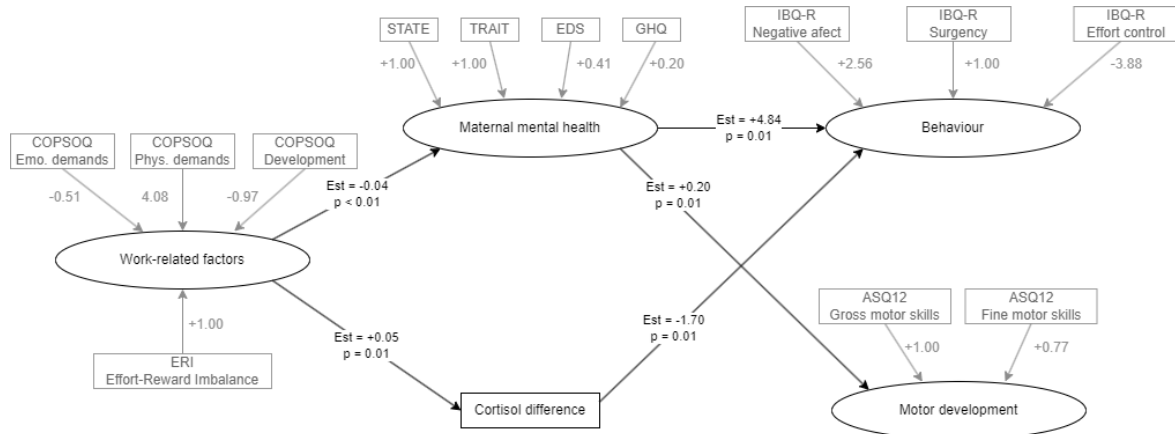 STATE
TRAIT
EDS
GHQ
IBQ-R
Negative afect
IBQ-R
Surgency
IBQ-R
Effort control
+1.00
+1.00
+0.41
+0.20
+2.56
+1.00
-3.88
Maternal mental health
Est = +4.84
p = 0.01
Behaviour
COPSOQ
Emo. demands
COPSOQ
Phys. demands
COPSOQ
Development
-0.51
4.08
-0.97
Est = -0.04
p < 0.01
Est = +0.20
p = 0.01
Work-related factors
+1.00
ERI
Effort-Reward Imbalance
Est = +0.05
p = 0.01
Est = -1.70
p = 0.01
ASQ12
Gross motor skills
ASQ12
Fine motor skills
+1.00
+0.77
Cortisol difference
Motor development